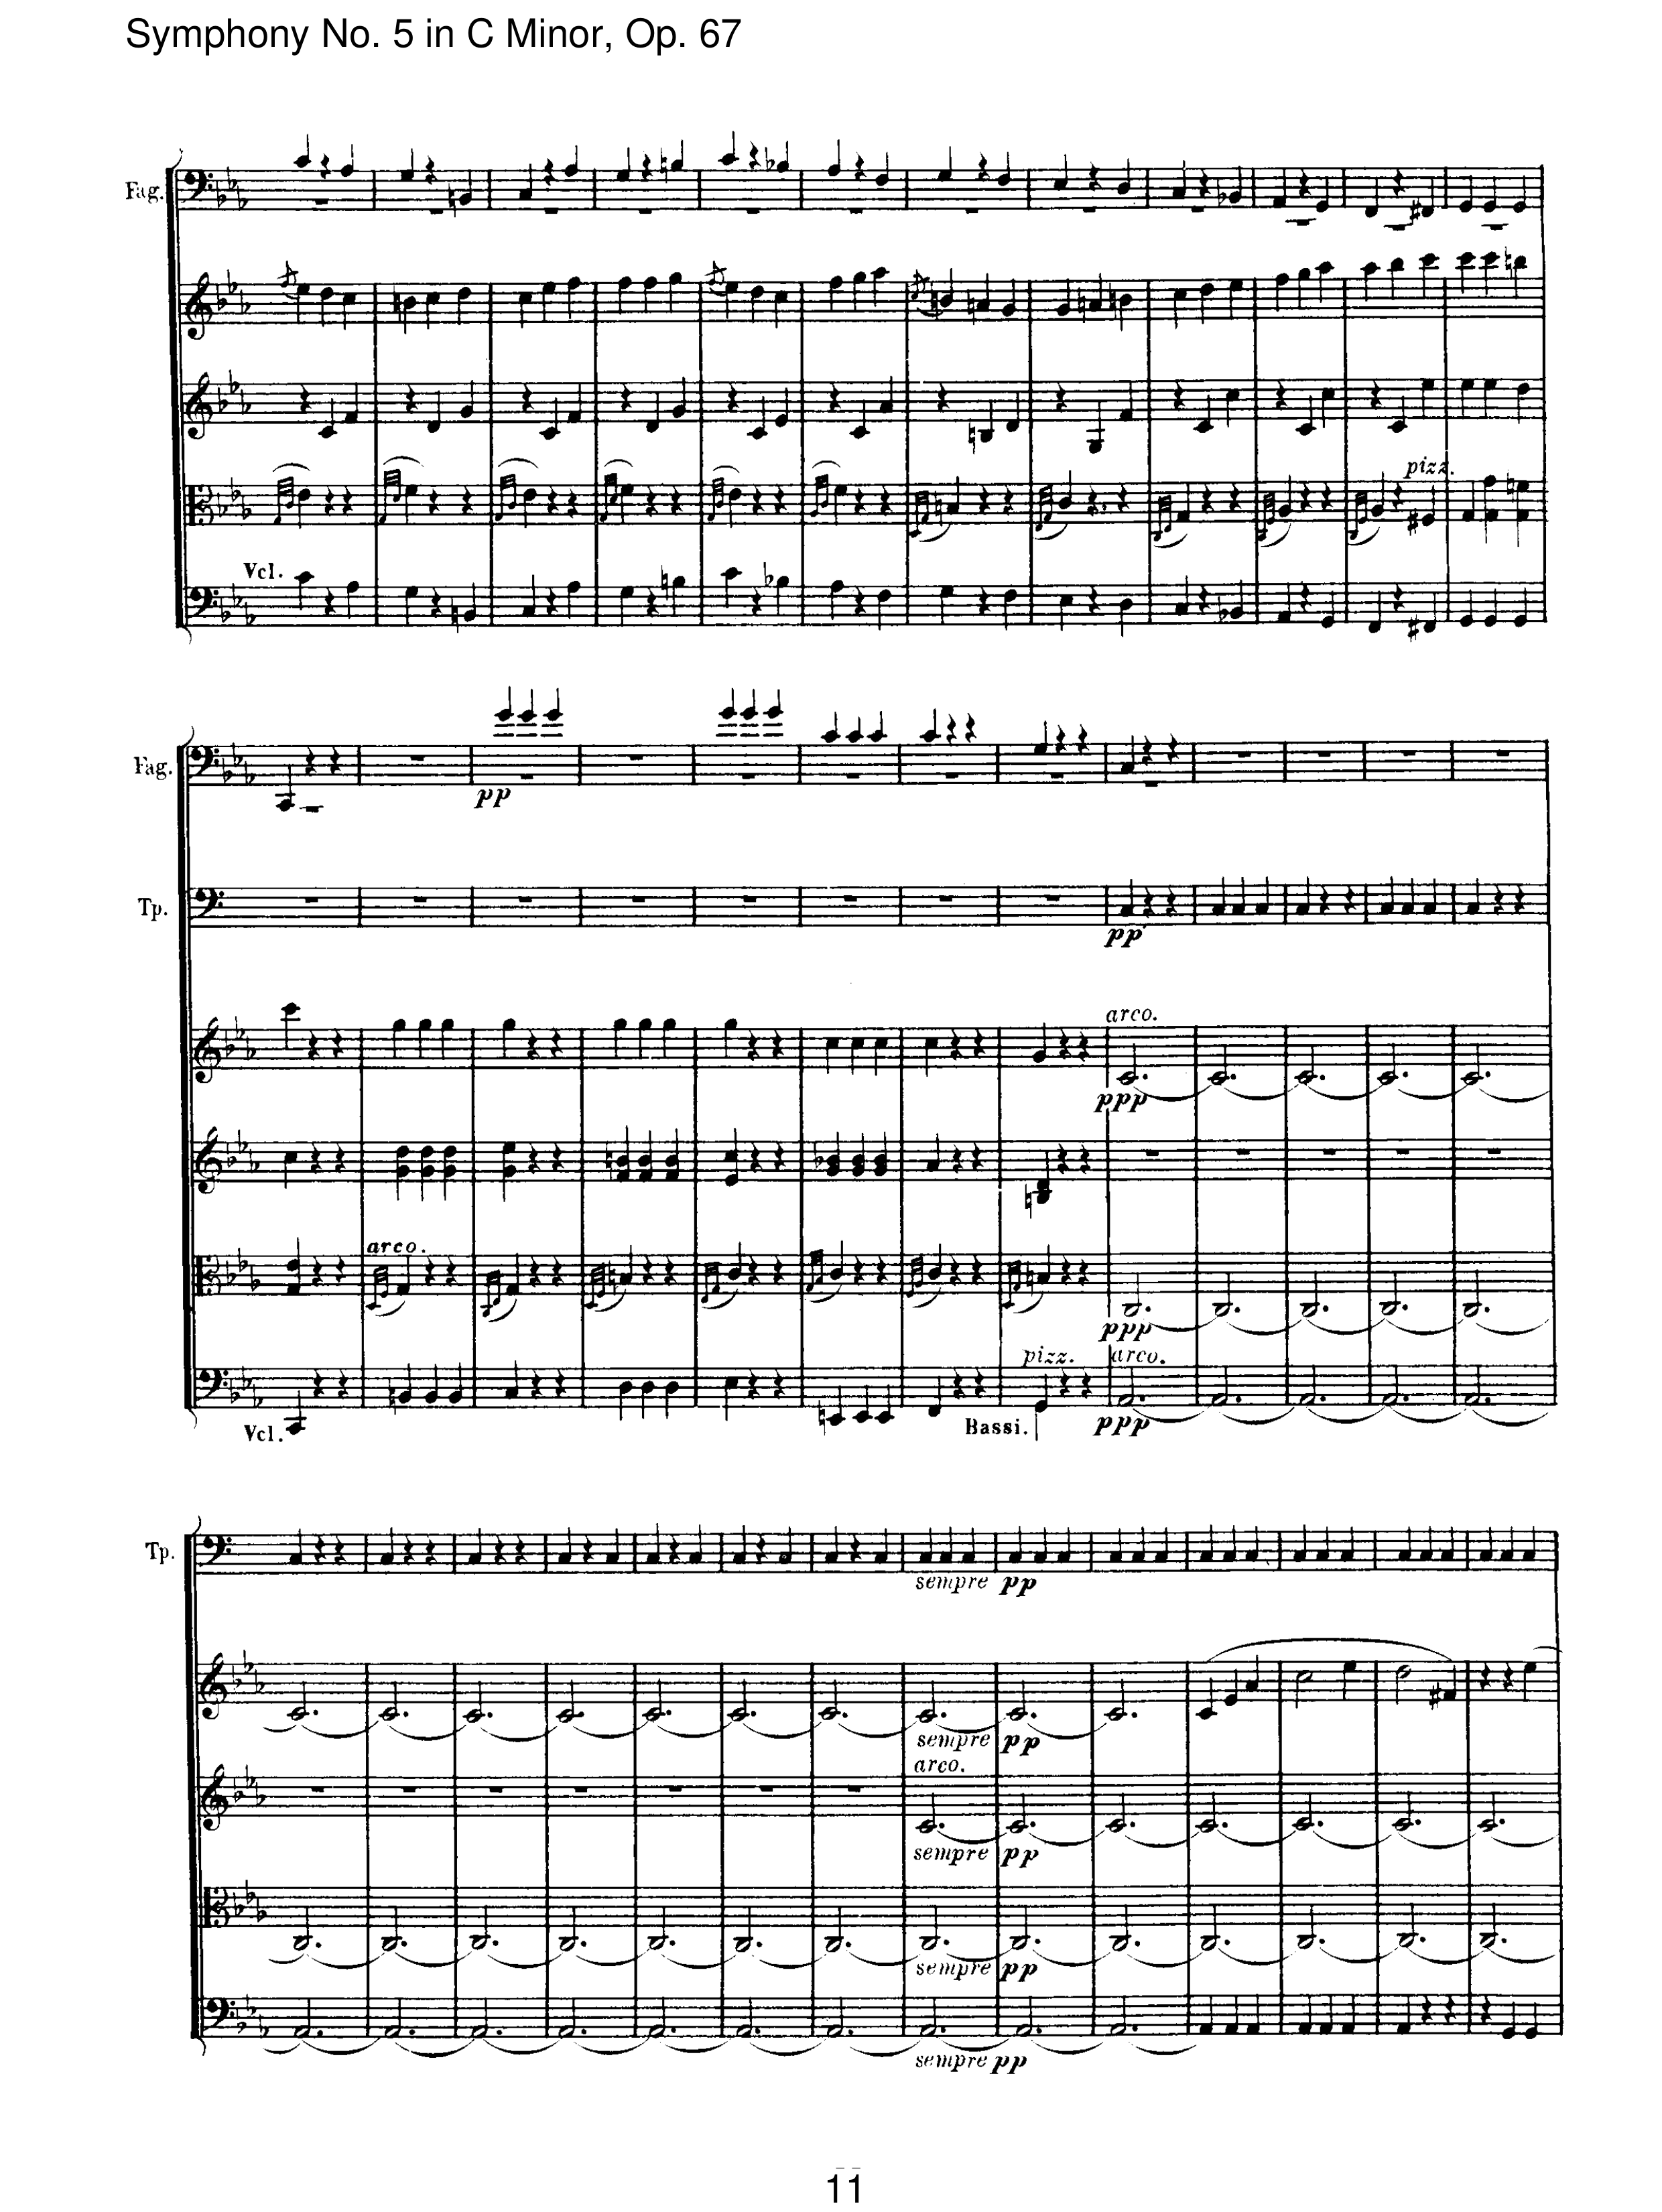 Symphony No. 5 in C Minor, Op. 67
Fag.
pizz.
Vcl.
Fag.
pp
Tp.
pp
arco.
ppp
arco.
ppp
pizz. arco.
Vcl. Bassi. ppp
Tp.
sempre pp
sempre pp
arco.
sempre pp
sempre pp
sempre pp
11